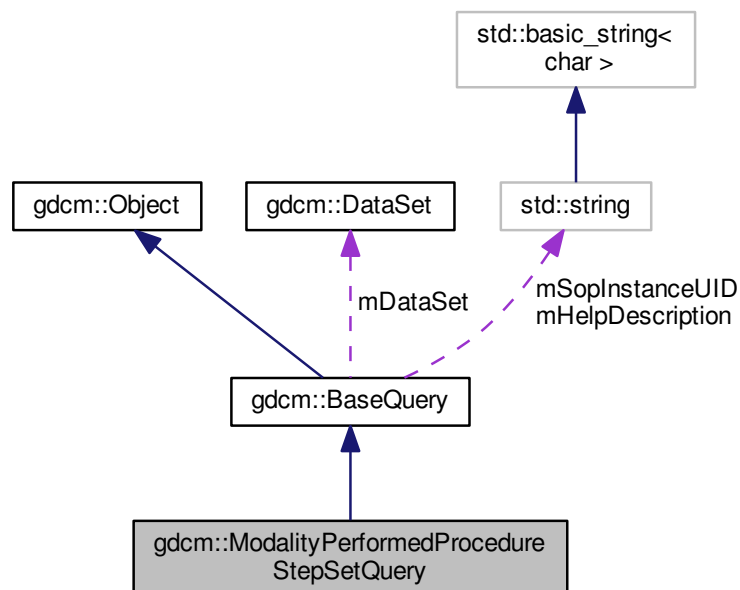 std::basic_string<
char >
gdcm::Object
gdcm::DataSet
std::string
mDataSet
mSopInstanceUID
mHelpDescription
gdcm::BaseQuery
gdcm::ModalityPerformedProcedure
StepSetQuery